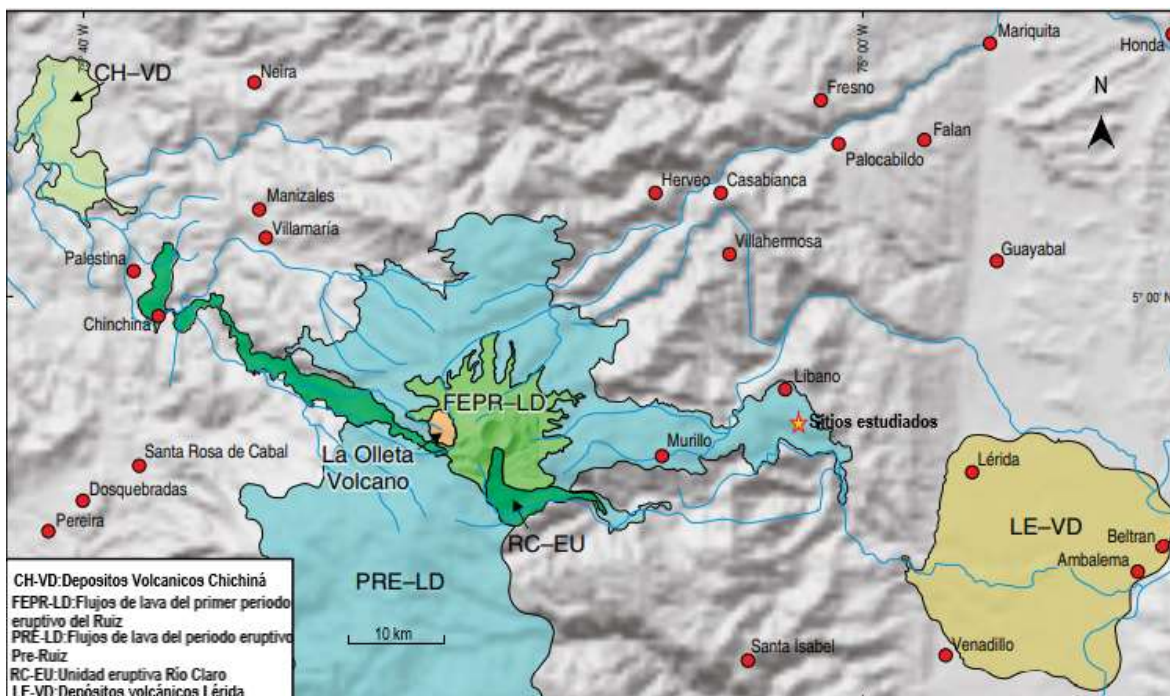 75° 40' W
75° 00' W
Mariquita
Honda
CH–VD
Neira
Fresno
N
Falan
Palocabildo
Herveo
Casabianca
Manizales
Villamaría
Villahermosa
Guayabal
Palestina
5° 00' N
Chinchina
Líbano
FEPR–LD
Sitios estudiados
Murillo
La Olleta
Volcano
Santa Rosa de Cabal
Lérida
Dosquebradas
Pereira
RC–EU
LE–VD
Beltran
Ambalema
PRE–LD
10 km
Santa Isabel
Venadillo
CH-VD:Depositos Volcanicos Chichiná
FEPR-LD:Flujos de lava del primer periodo
eruptivo del Ruiz
PRE-LD:Flujos de lava del periodo eruptivo
Pre-Ruiz
RC-EU:Unidad eruptiva Río Claro
LE-VD:Depósitos volcánicos Lérida